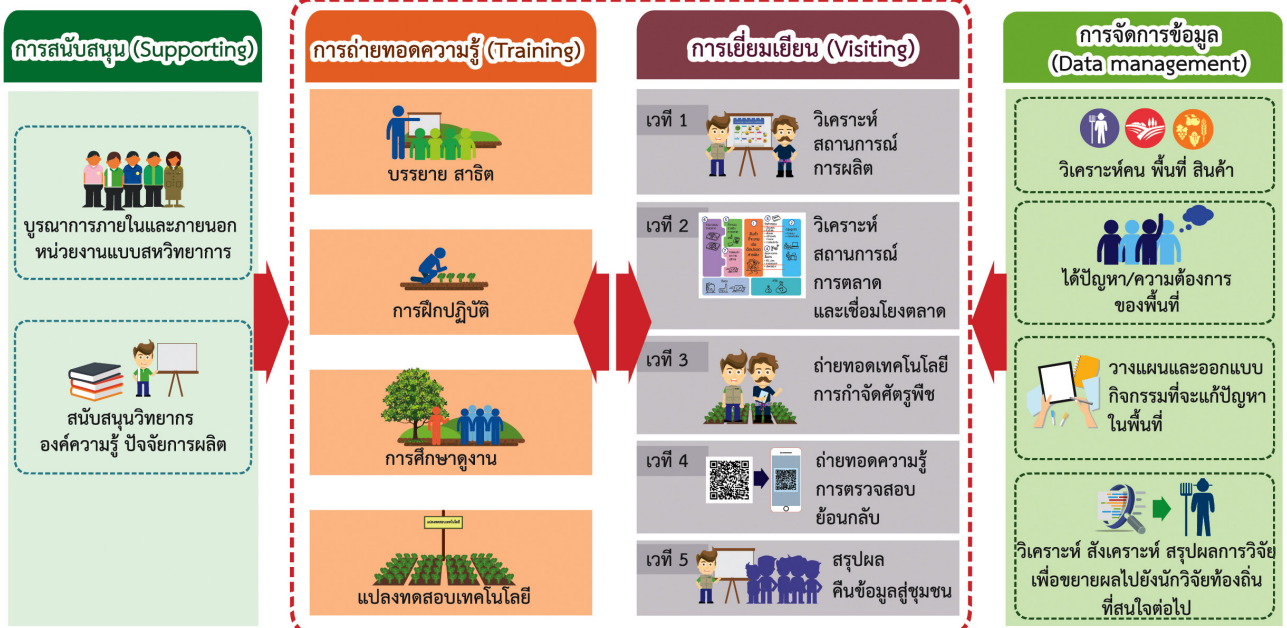 การสนับสนุน (Supporting)
บูรณาการภายในและภายนอก
หน่วยงานแบบสหวิทยาการ
สนับสนุนวิทยากร
องค์ความรู้ ปัจจัยการผลิต
การถ่ายทอดความรู้ (Training)
บรรยาย สาธิต
การฝึกปฏิบัติ
การศึกษาดูงาน
แปลงทดสอบเทคโนโลยี
การเยี่ยมเยียน (Visiting)
เวที 1
วิเคราะห์
สถานการณ์
การผลิต
เวที 2
วิเคราะห์
สถานการณ์
การตลาด
และเชื่อมโยงตลาด
เวที 3
ถ่ายทอดเทคโนโลยี
การกำจัดศัตรูพืช
เวที 4
ถ่ายทอดความรู้
การตรวจสอบ
ย้อนกลับ
เวที 5
สรุปผล
คืนข้อมูลสู่ชุมชน
การจัดการข้อมูล
(Data management)
วิเคราะห์คน พื้นที่ สินค้า
ได้ปัญหา/ความต้องการ
ของพื้นที่
วางแผนและออกแบบ
กิจกรรมที่จะแก้ปัญหา
ในพื้นที่
วิเคราะห์ สังเคราะห์ สรุปผลการวิจัย
เพื่อขยายผลไปยังนักวิจัยท้องถิ่น
ที่สนใจต่อไป